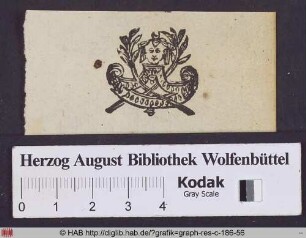 Herzog August Bibliothek Wolfenbüttel
Kodak
Gray Scale
0 1 2 3 4
© HAB http://diglib.hab.de/?grafik=graph-res-c-186-56